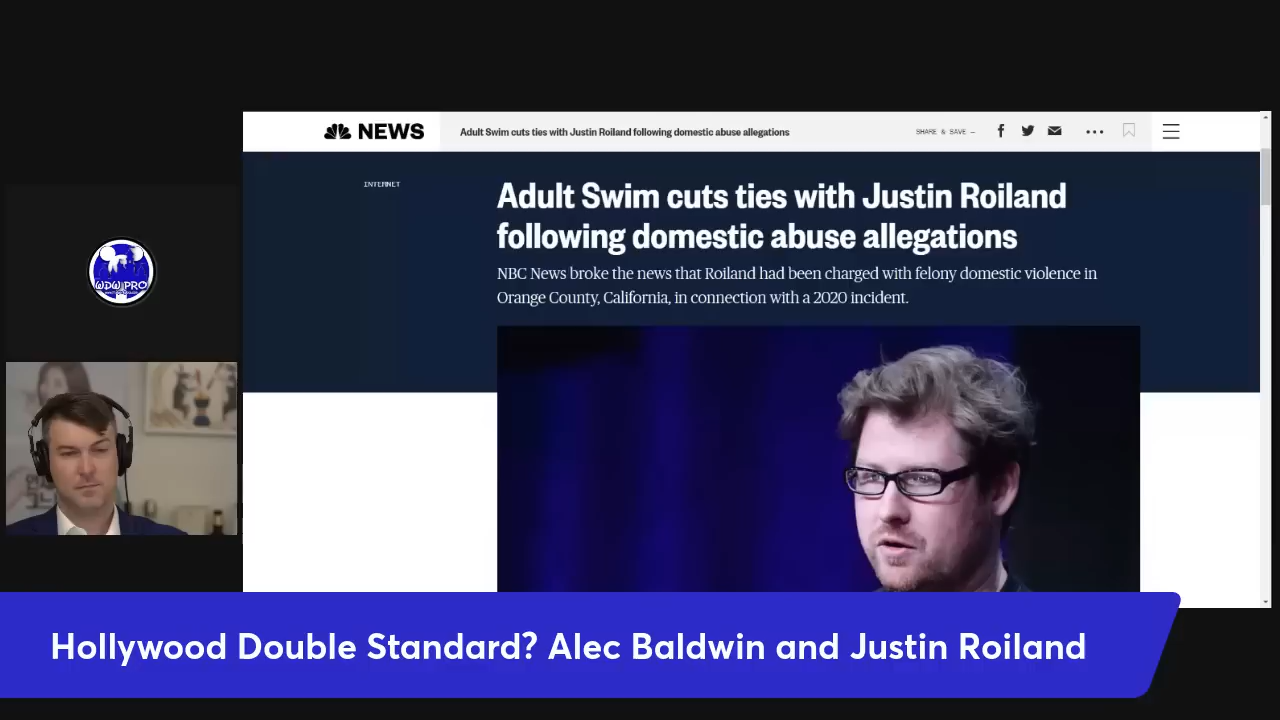 NEWS
Adult Swim cuts ties with Justin Roiland following domestic abuse allegations
SHARE & SAVE —
INTERNET
Adult Swim cuts ties with Justin Roiland
following domestic abuse allegations
NBC News broke the news that Roiland had been charged with felony domestic violence in
Orange County, California, in connection with a 2020 incident.
WDW PRO
Hollywood Double Standard? Alec Baldwin and Justin Roiland